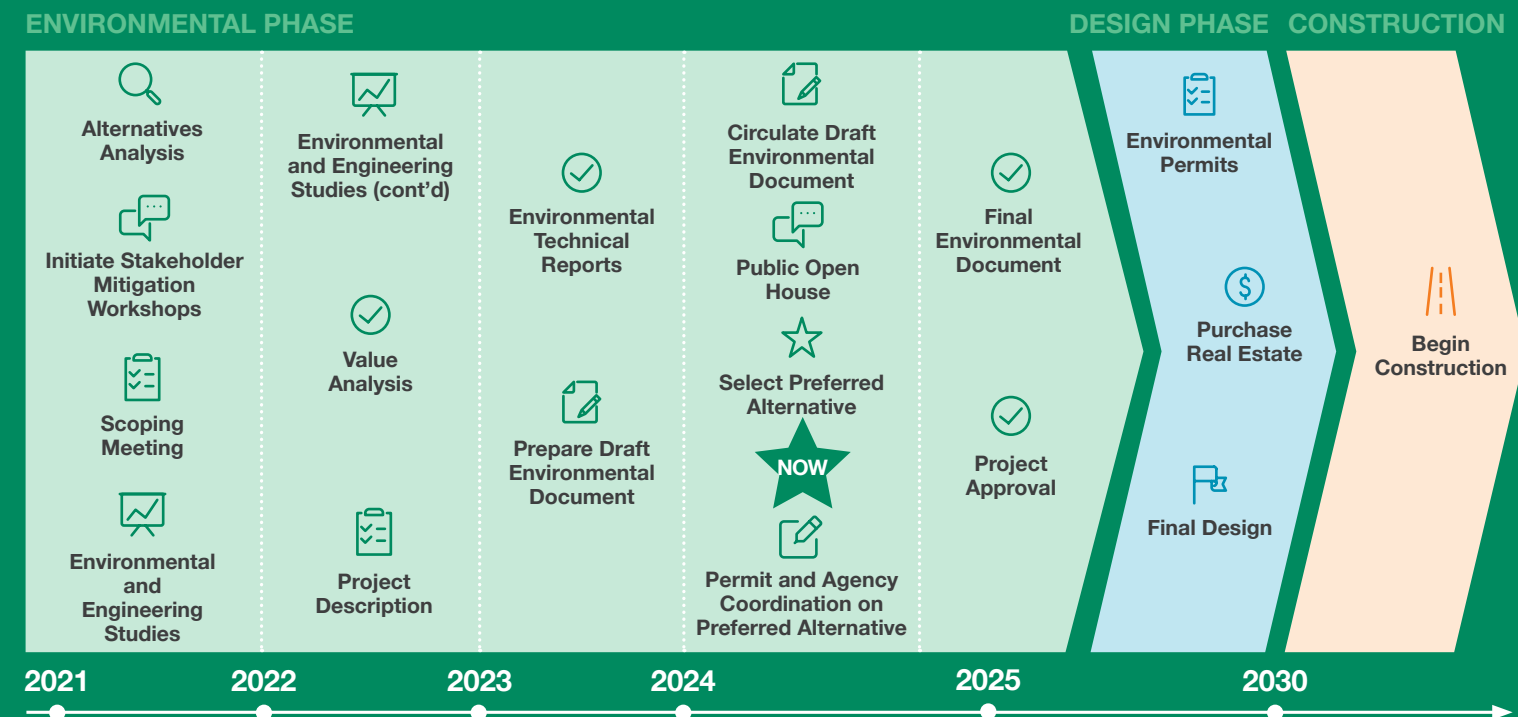 ENVIRONMENTAL PHASE
DESIGN PHASE
CONSTRUCTION
Alternatives
Analysis
Initiate Stakeholder
Mitigation
Workshops
Scoping
Meeting
Environmental
and
Engineering
Studies
Environmental
and Engineering
Studies (cont’d)
Value
Analysis
Project
Description
Environmental
Technical
Reports
Prepare Draft
Environmental
Document
Circulate Draft
Environmental
Document
Public Open
House
Select Preferred
Alternative
NOW
Permit and Agency
Coordination on
Preferred Alternative
Final
Environmental
Document
Project
Approval
Environmental
Permits
$
Purchase
Real Estate
Final Design
Begin
Construction
2021
2022
2023
2024
2025
2030